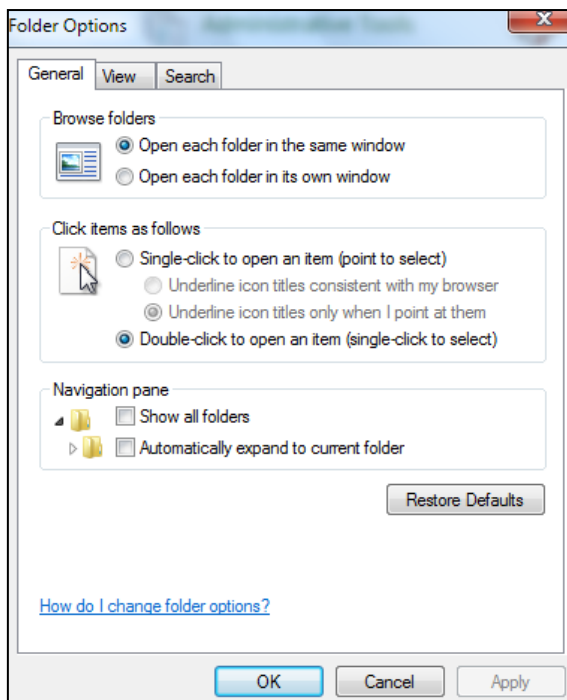 Folder Options
Administrative Tools
General View Search
Browse folders
Open each folder in the same window
Open each folder in its own window
Click items as follows
Single-click to open an item (point to select)
Underline icon titles consistent with my browser
Underline icon titles only when I point at them
Double-click to open an item (single-click to select)
Navigation pane
Show all folders
Automatically expand to current folder
Restore Defaults
How do I change folder options?
OK Cancel Apply